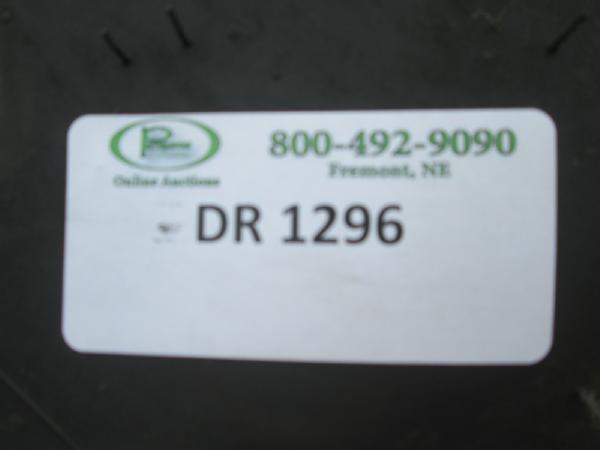 800-492-9090
Fremont, NE
Online Auctions
DR 1296